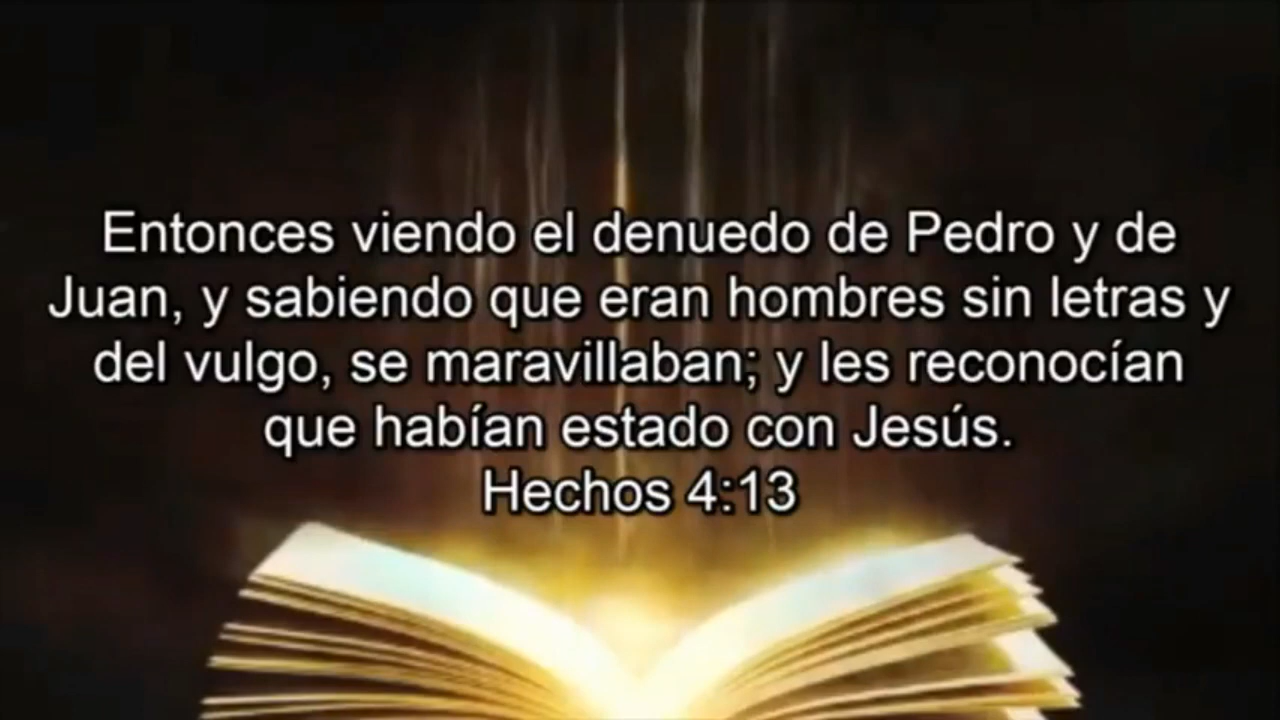 Entonces viendo el denuedo de Pedro y de
Juan, y sabiendo que eran hombres sin letras y
del vulgo, se maravillaban; y les reconocían
que habían estado con Jesús.
Hechos 4:13